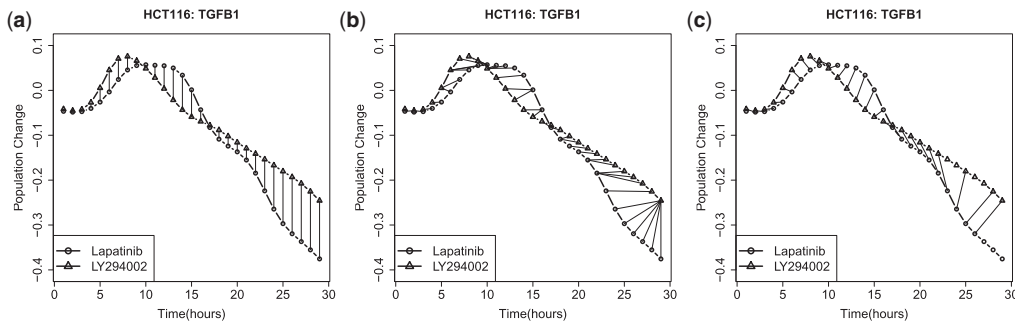 (a)
HCT116: TGFB1
Population Change
0.1
0.0
−0.1
−0.2
−0.3
−0.4
Lapatinib
LY294002
0 5 10 15 20 25 30
Time(hours)
(b)
HCT116: TGFB1
Population Change
0.1
0.0
−0.1
−0.2
−0.3
−0.4
Lapatinib
LY294002
0 5 10 15 20 25 30
Time(hours)
(c)
HCT116: TGFB1
Population Change
0.1
0.0
−0.1
−0.2
−0.3
−0.4
Lapatinib
LY294002
0 5 10 15 20 25 30
Time(hours)